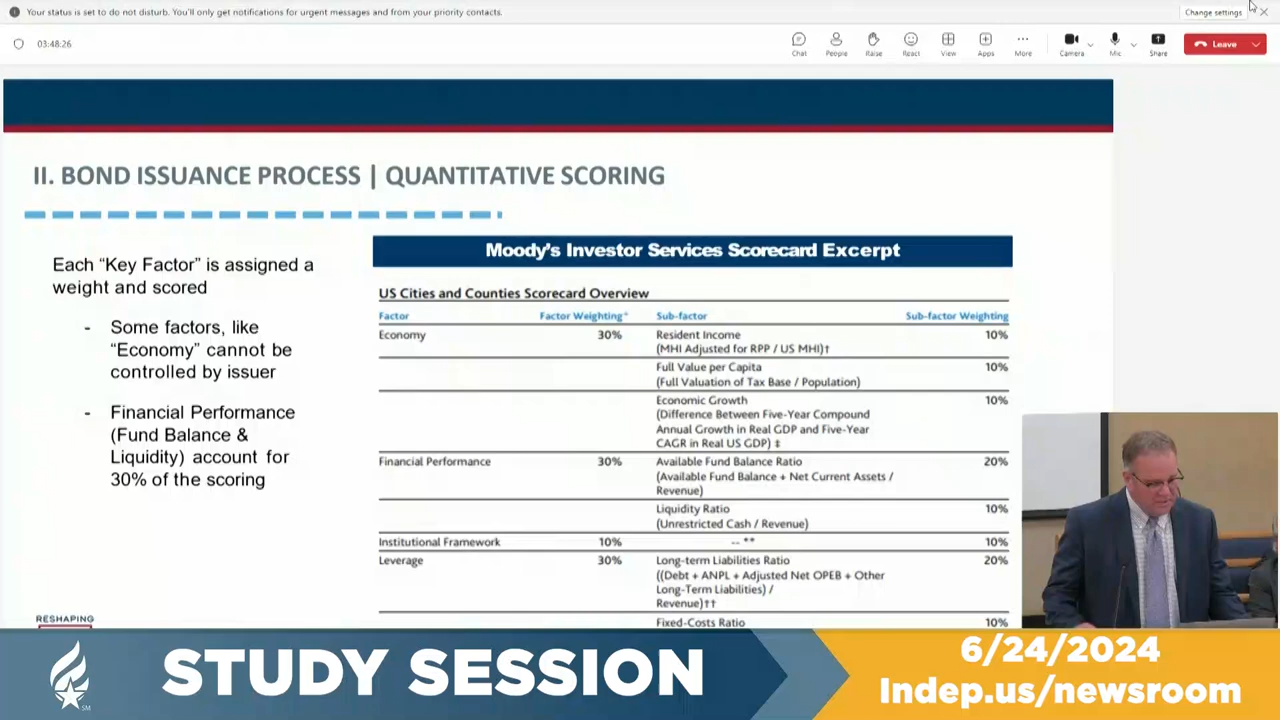 Your status is set to do not disturb. You'll only get notifications for urgent messages and from your priority contacts.
Change settings
03:48:26
Chat
People
Raise
React
View
Apps
More
Camera
Mic
Share
Leave
II. BOND ISSUANCE PROCESS | QUANTITATIVE SCORING
Each “Key Factor” is assigned a
weight and scored
- Some factors, like
“Economy” cannot be
controlled by issuer
- Financial Performance
(Fund Balance &
Liquidity) account for
30% of the scoring
Moody’s Investor Services Scorecard Excerpt
US Cities and Counties Scorecard Overview
Factor Factor Weighting* Sub-factor Sub-factor Weighting
Economy 30% Resident Income 10%
(MHI Adjusted for RPP / US MHI)†
Full Value per Capita 10%
(Full Valuation of Tax Base / Population)
Economic Growth 10%
(Difference Between Five-Year Compound
Annual Growth in Real GDP and Five-Year
CAGR in Real US GDP) ‡
Financial Performance 30% Available Fund Balance Ratio 20%
(Available Fund Balance + Net Current Assets /
Revenue)
Liquidity Ratio 10%
(Unrestricted Cash / Revenue)
Institutional Framework 10% -- ** 10%
Leverage 30% Long-term Liabilities Ratio 20%
((Debt + ANPL + Adjusted Net OPEB + Other
Long-Term Liabilities) /
Revenue)††
Fixed-Costs Ratio 10%
RESHAPING
STUDY SESSION
SM
6/24/2024
Indep.us/newsroom